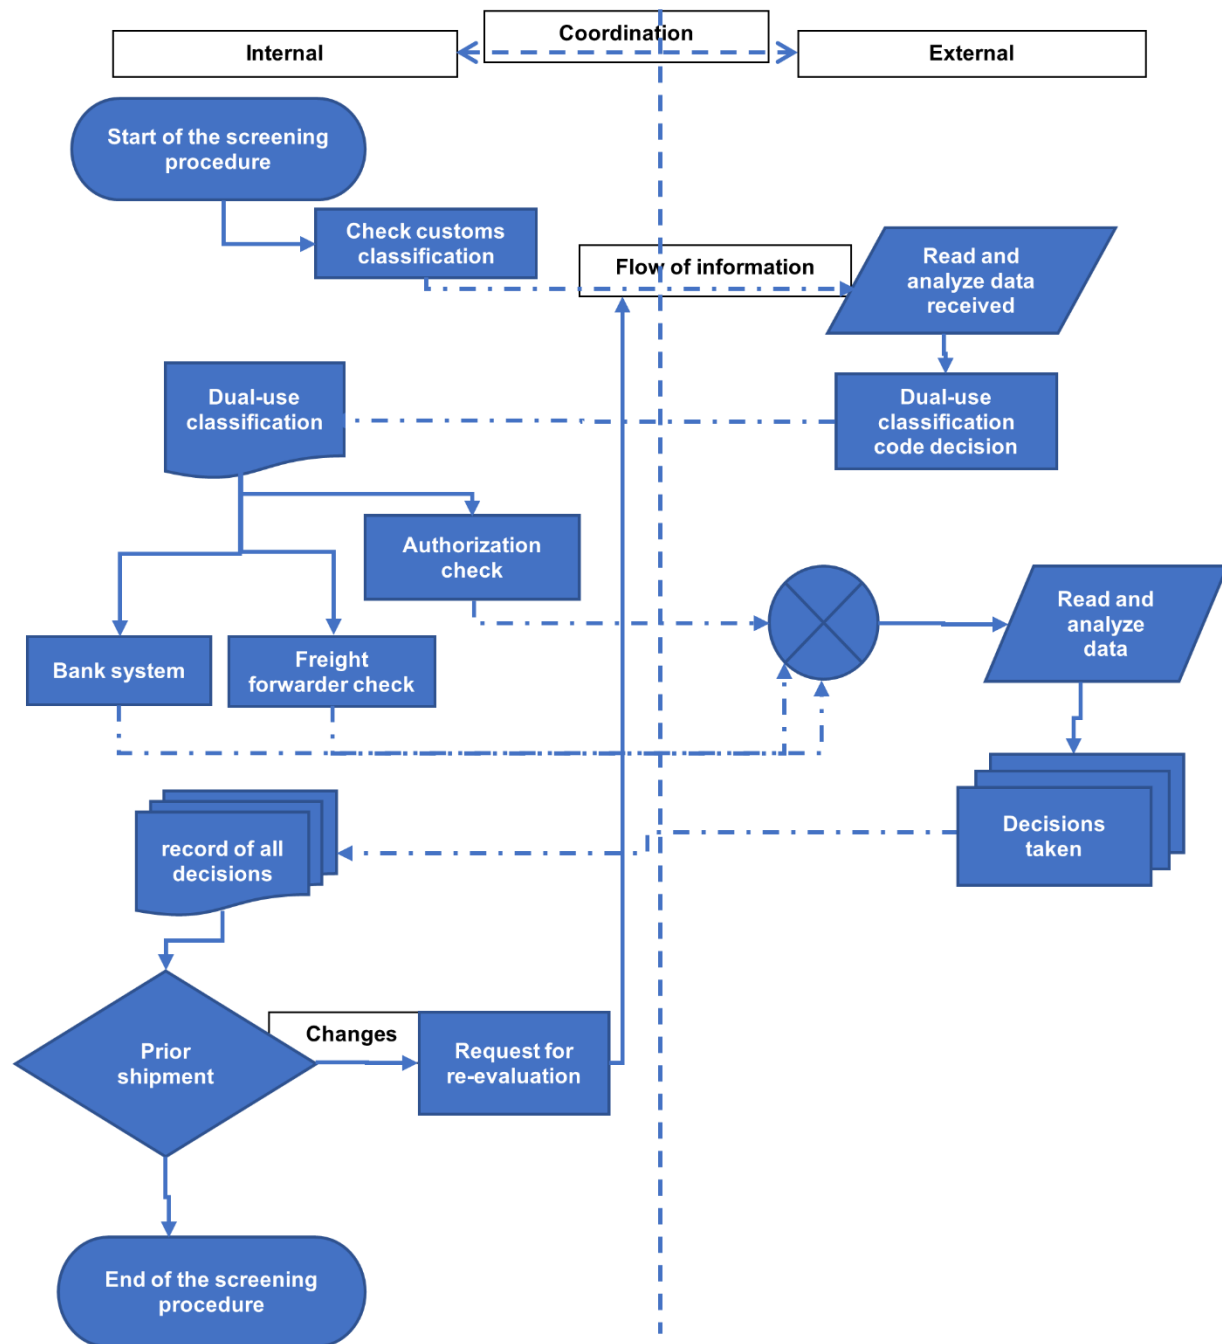 Coordination
Internal
External
Start of the screening
procedure
Check customs
classification
Flow of information
Read and
analyze data
received
Dual-use
classification
Dual-use
classification
code decision
Authorization
check
Read and
analyze
data
Bank system
Freight
forwarder check
Decisions
taken
record of all
decisions
Changes
Prior
shipment
Request for
re-evaluation
End of the screening
procedure